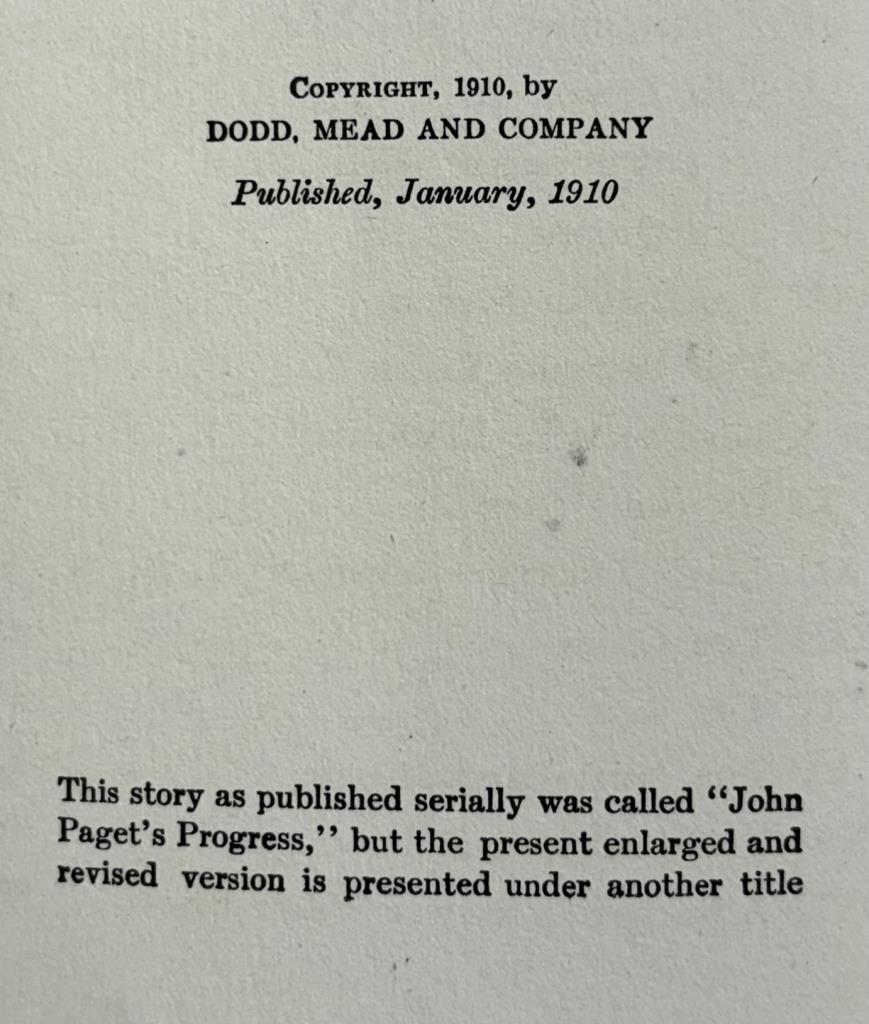 COPYRIGHT, 1910, by
DODD, MEAD AND COMPANY
Published, January, 1910
This story as published serially was called “John
Paget's Progress,” but the present enlarged and
revised version is presented under another title